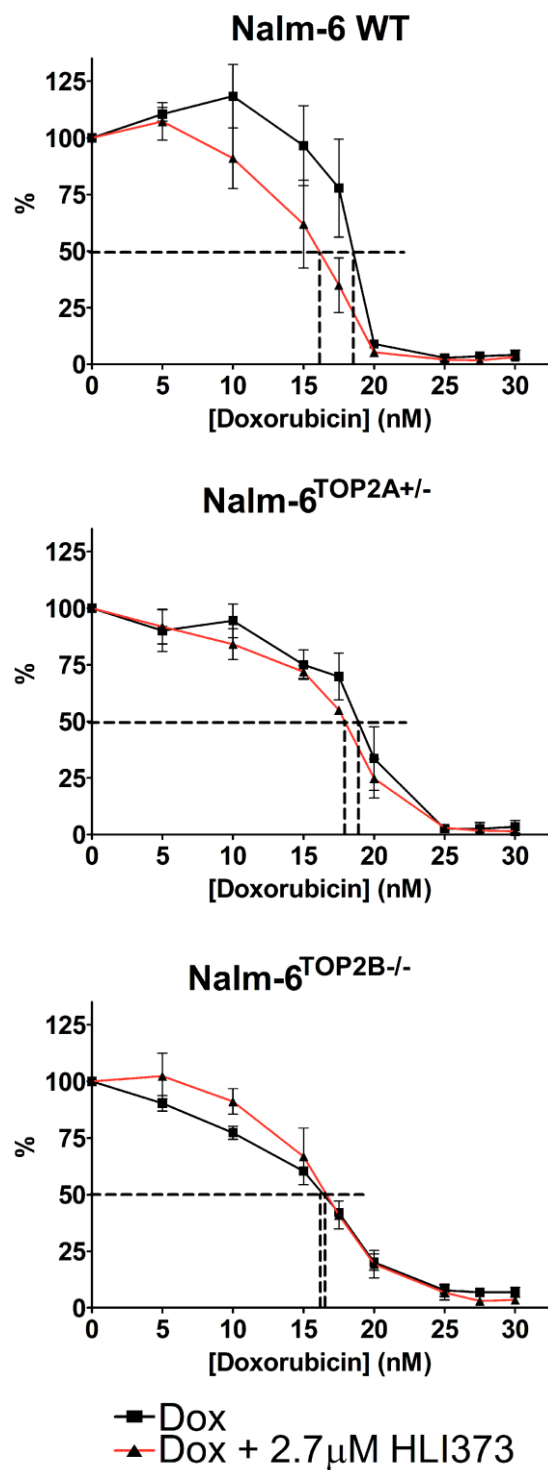 Nalm-6 WT
125
100
75
50
25
0
%
0 5 10 15 20 25 30
[Doxorubicin] (nM)
Nalm-6TOP2A+/-
125
100
75
50
25
0
%
0 5 10 15 20 25 30
[Doxorubicin] (nM)
Nalm-6TOP2B-/-
125
100
75
50
25
0
%
0 5 10 15 20 25 30
[Doxorubicin] (nM)
Dox
Dox + 2.7μM HLI373